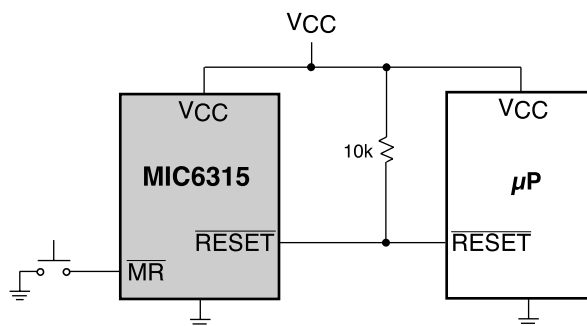 VCC
VCC
VCC
10k
MIC6315
µP
RESET
RESET
MR